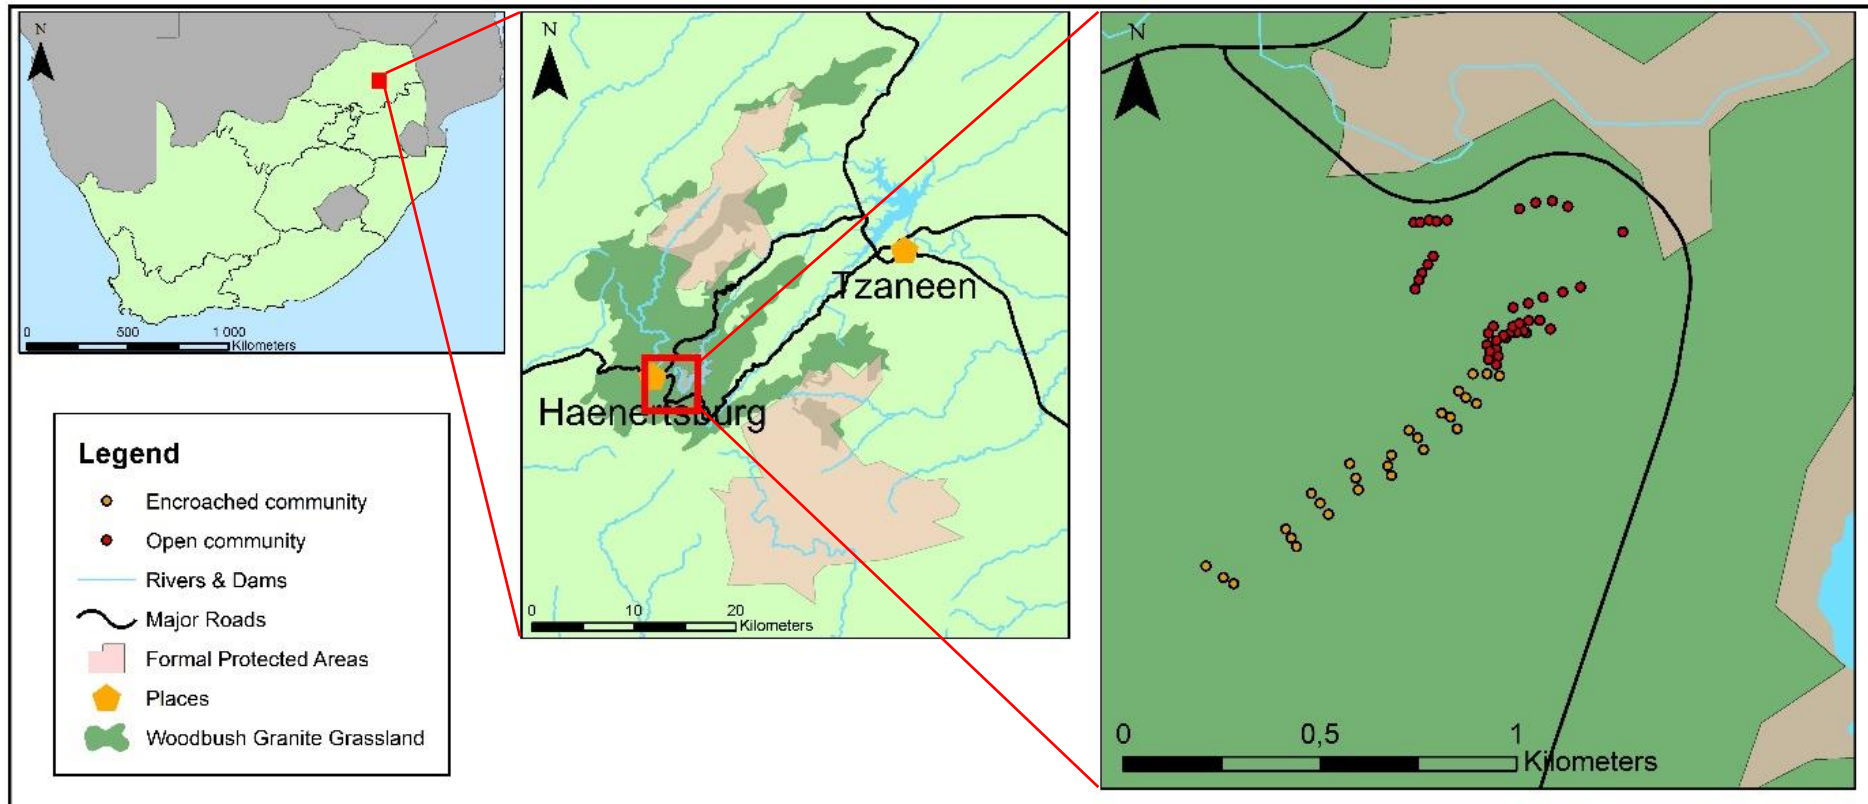 N
0 500 1 000
Kilometers
Legend
Encroached community
Open community
Rivers & Dams
Major Roads
Formal Protected Areas
Places
Woodbush Granite Grassland
N
Tzaneen
Haenertsburg
0 10 20
Kilometers
N
0 0,5 1
Kilometers